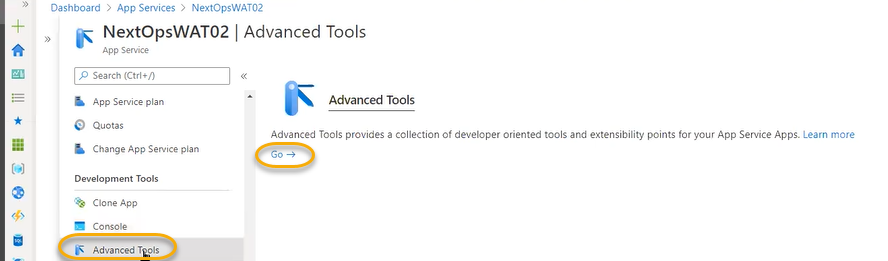 Dashboard > App Services > NextOpsWAT02
NextOpsWAT02 | Advanced Tools
App Service
Search (Ctrl+/)
App Service plan
Quotas
Change App Service plan
Development Tools
Clone App
Console
Advanced Tools
Advanced Tools
Advanced Tools provides a collection of developer oriented tools and extensibility points for your App Service Apps. Learn more
Go →